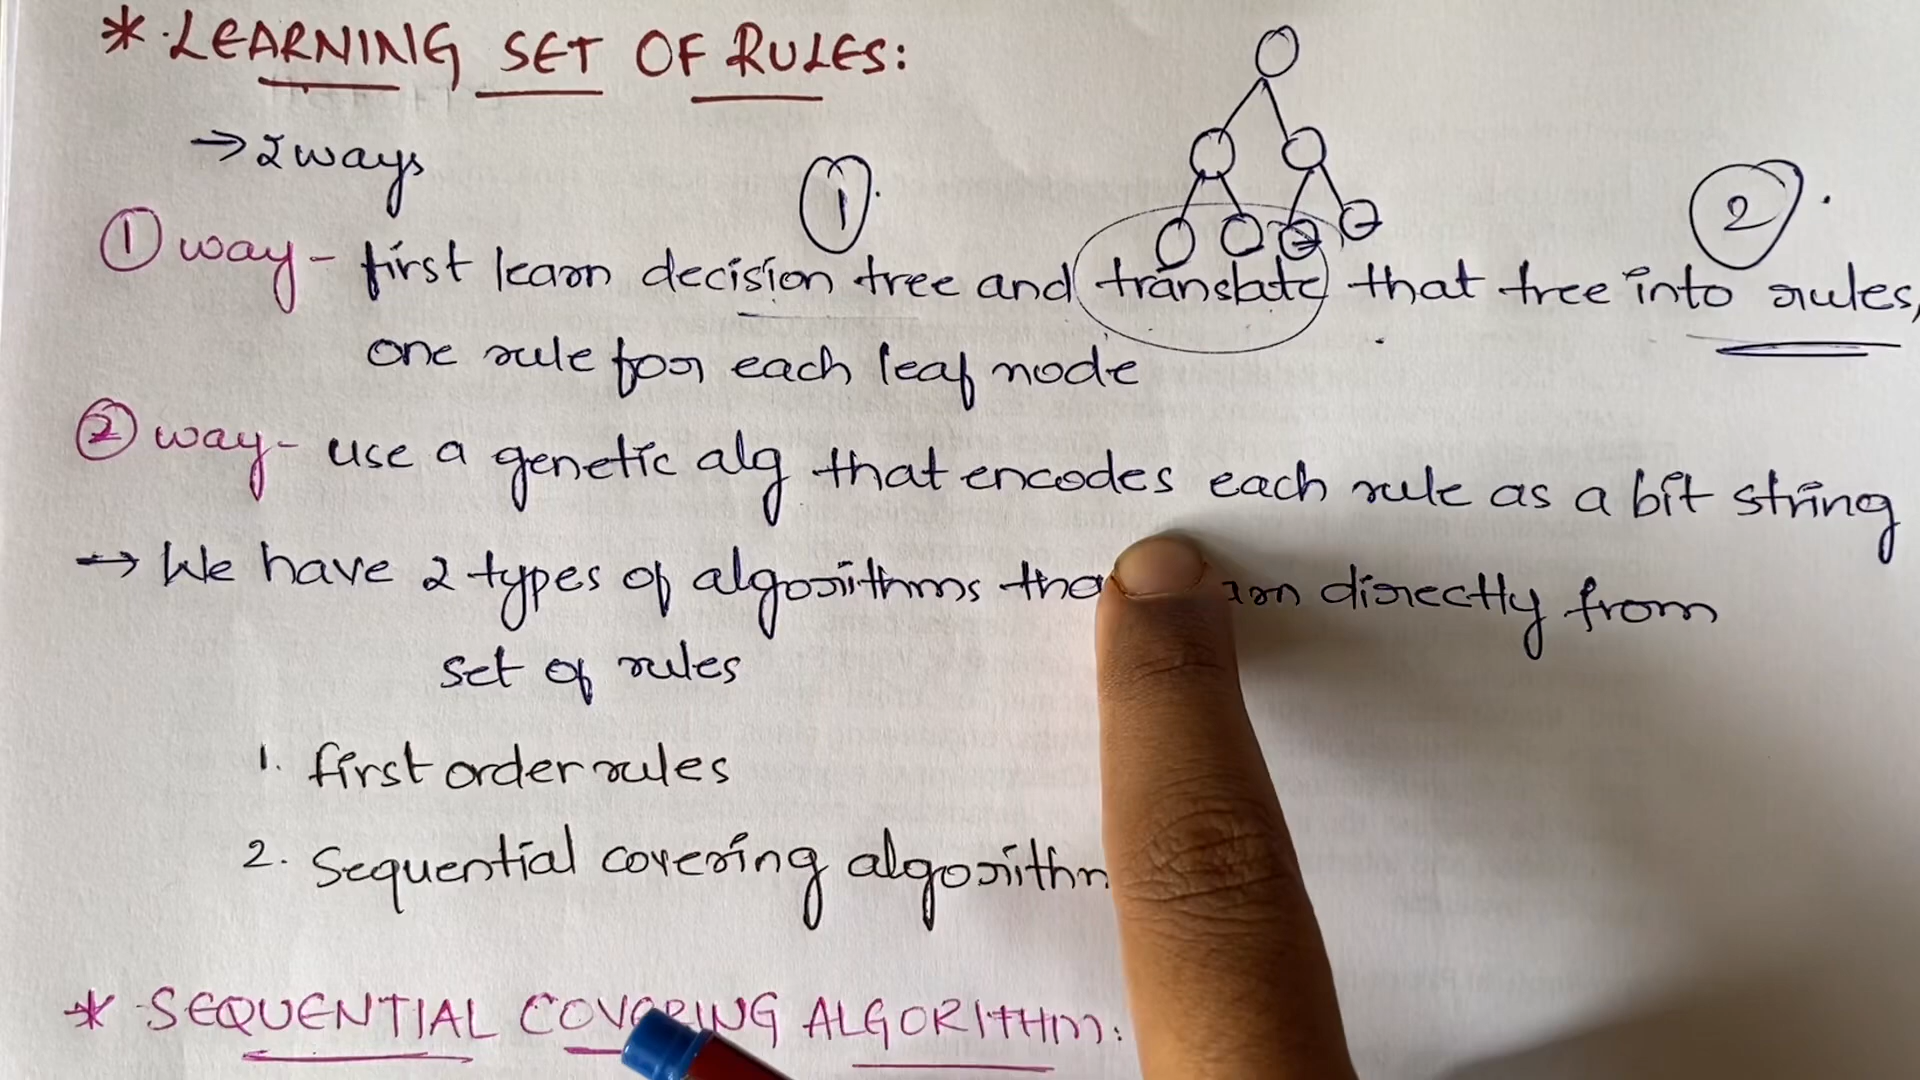 * LEARNING SET OF RULES:
→ 2 ways
1 2
① way - first learn decision tree and translate that tree into rules,
one rule for each leaf node
② way - use a genetic alg that encodes each rule as a bit string
→ We have 2 types of algorithms directly from
set of rules
1. first order rules
2. Sequential covering
* SEQUENTIAL COVERING ALGORITHM: